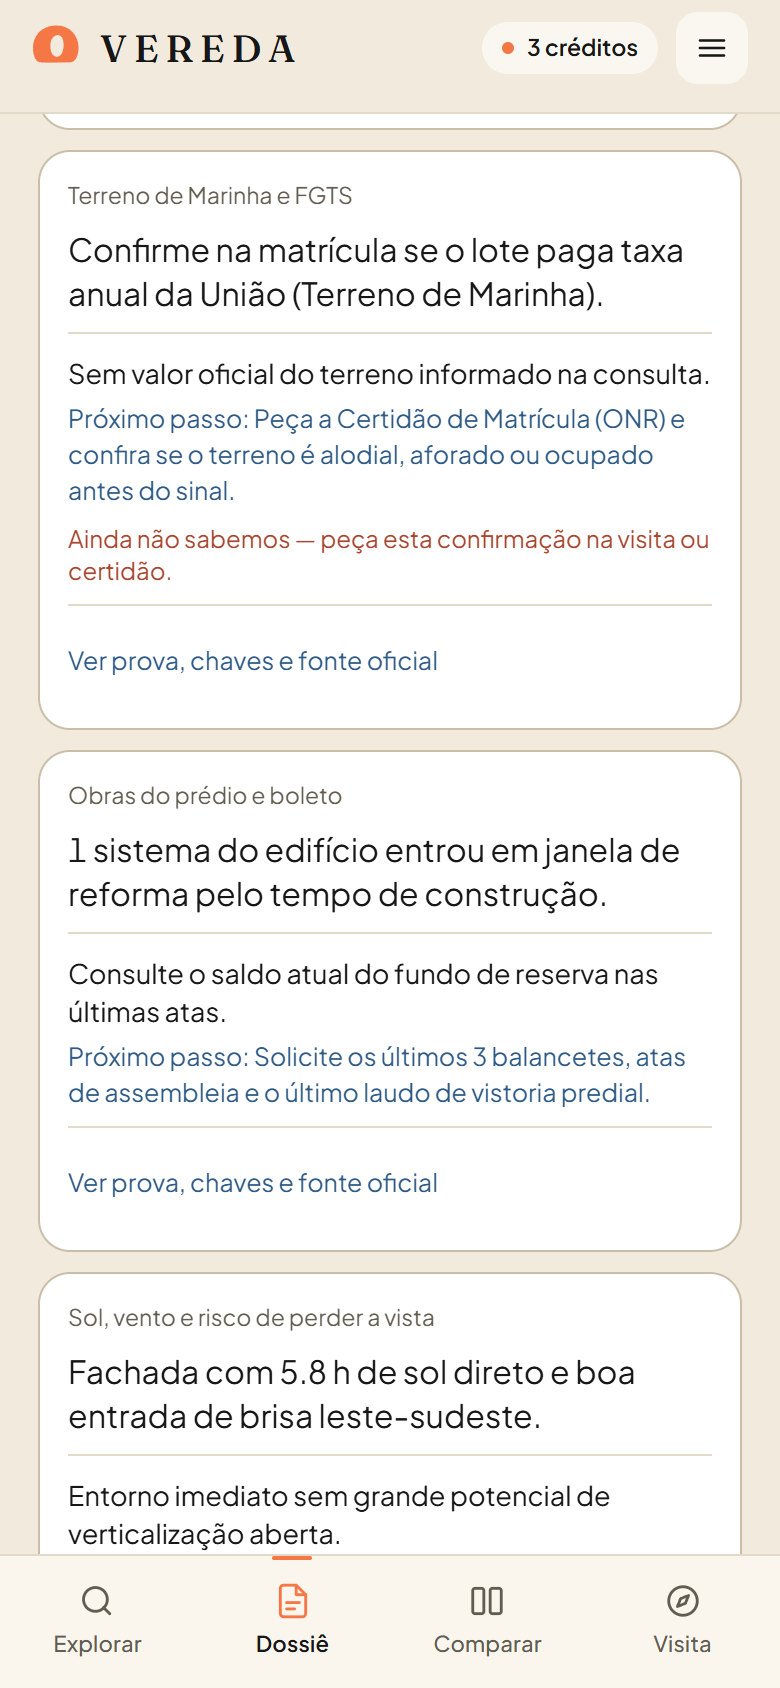 VEREDA
3 créditos
Terreno de Marinha e FGTS
Confirme na matrícula se o lote paga taxa
anual da União (Terreno de Marinha).
Sem valor oficial do terreno informado na consulta.
Próximo passo: Peça a Certidão de Matrícula (ONR) e
confira se o terreno é alodial, aforado ou ocupado
antes do sinal.
Ainda não sabemos — peça esta confirmação na visita ou
certidão.
Ver prova, chaves e fonte oficial
Obras do prédio e boleto
1 sistema do edifício entrou em janela de
reforma pelo tempo de construção.
Consulte o saldo atual do fundo de reserva nas
últimas atas.
Próximo passo: Solicite os últimos 3 balancetes, atas
de assembleia e o último laudo de vistoria predial.
Ver prova, chaves e fonte oficial
Sol, vento e risco de perder a vista
Fachada com 5.8 h de sol direto e boa
entrada de brisa leste-sudeste.
Entorno imediato sem grande potencial de
verticalização aberta.
Explorar
Dossiê
Comparar
Visita